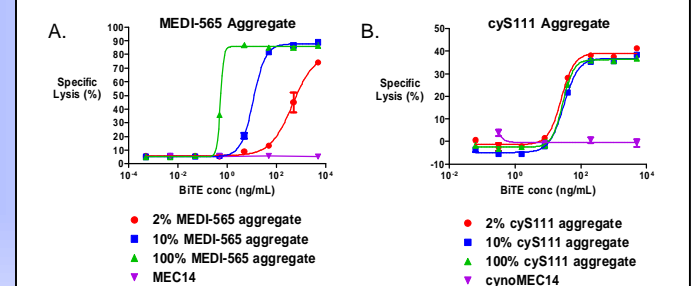 A.
MEDI-565 Aggregate
100
90
80
70
60
50
40
30
20
10
0
Specific
Lysis (%)
10-4
10-2
100
102
104
BiTE conc (ng/mL)
2% MEDI-565 aggregate
10% MEDI-565 aggregate
100% MEDI-565 aggregate
MEC14
B.
cyS111 Aggregate
50
40
30
20
10
0
-10
Specific
Lysis (%)
10-2
100
102
104
BiTE conc (ng/mL)
2% cyS111 aggregate
10% cyS111 aggregate
100% cyS111 aggregate
cynoMEC14